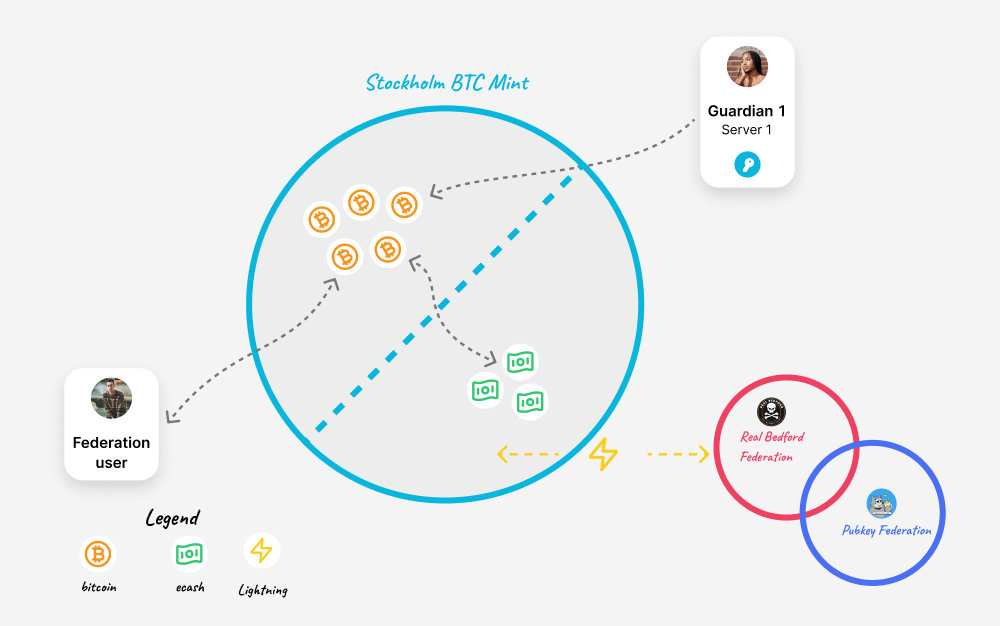 Stockholm BTC Mint
Guardian 1
Server 1
Federation
user
Real Bedford
Federation
Pubkey Federation
Legend
bitcoin
ecash
Lightning